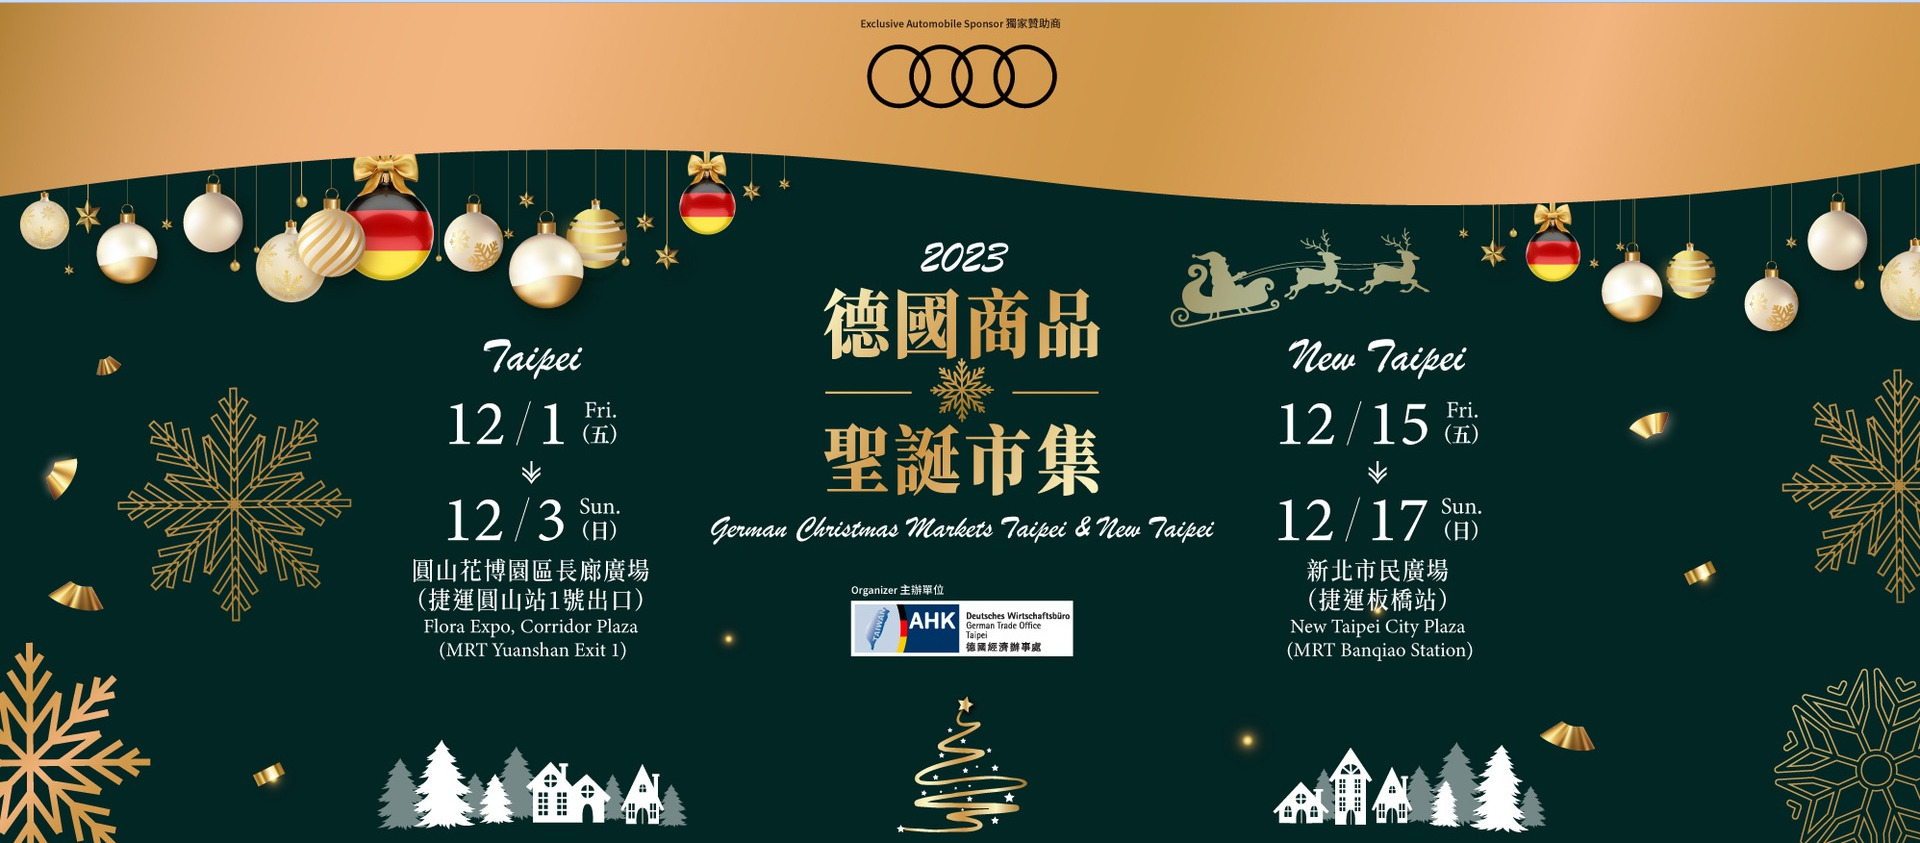 Exclusive Automobile Sponsor 獨家贊助商
2023
德國商品
聖誕市集
German Christmas Markets Taipei & New Taipei
Taipei
12/1 Fri. (五)
12/3 Sun. (日)
圓山花博園區長廊廣場
(捷運圓山站1號出口)
Flora Expo, Corridor Plaza
(MRT Yuanshan Exit 1)
New Taipei
12/15 Fri. (五)
12/17 Sun. (日)
新北市民廣場
(捷運板橋站)
New Taipei City Plaza
(MRT Banqiao Station)
Organizer 主辦單位
TAIWAN
AHK
Deutsches Wirtschaftsbüro
German Trade Office
Taipei
德國經濟辦事處